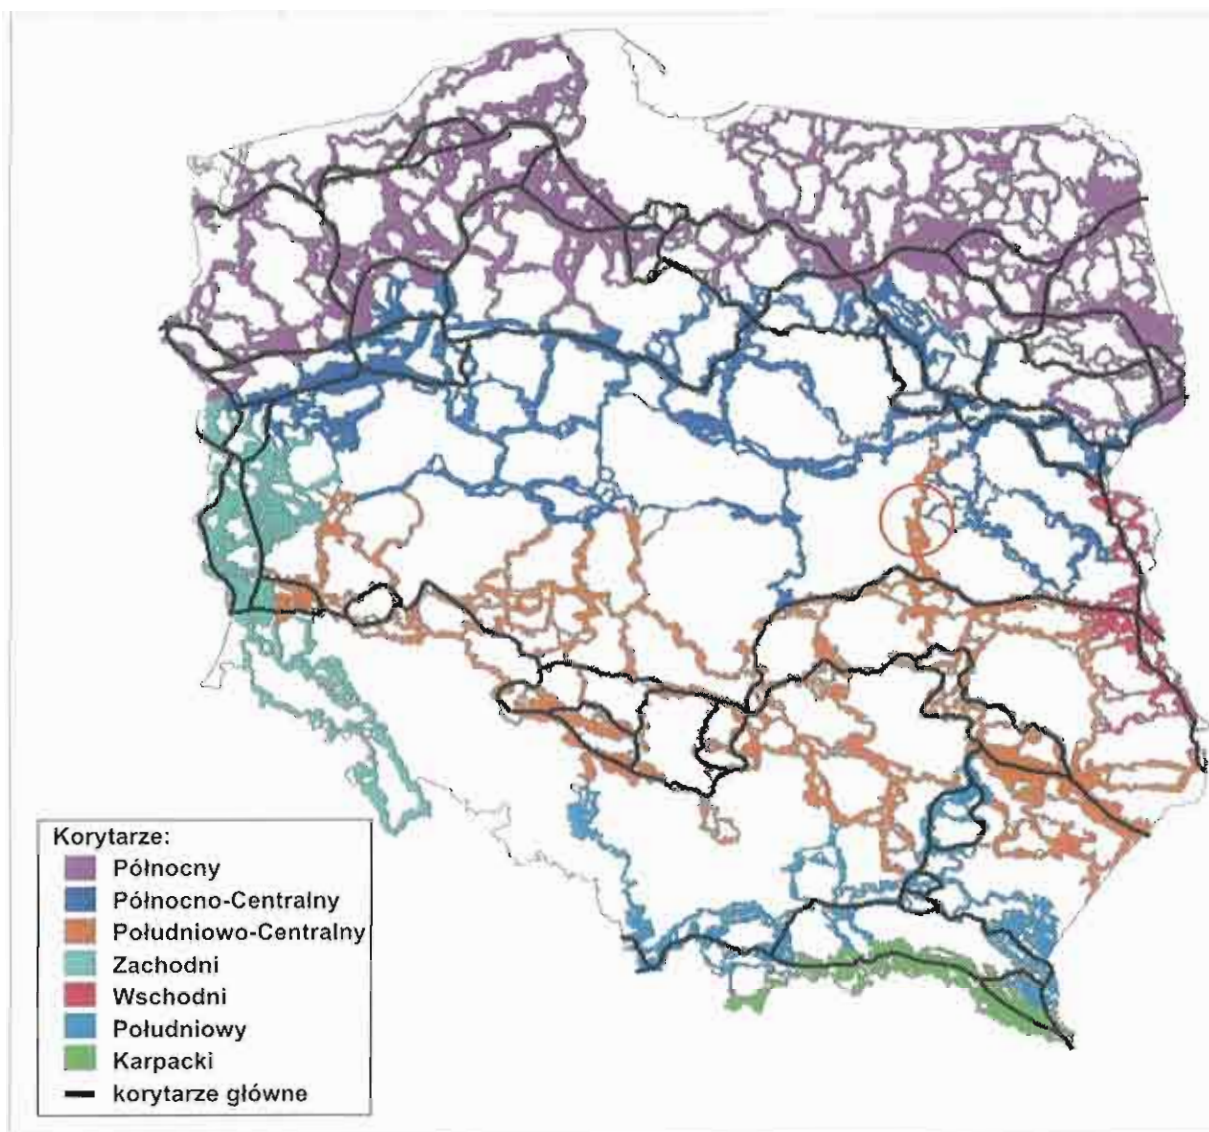 Korytarze:
Północny
Północno-Centralny
Południowo-Centralny
Zachodni
Wschodni
Południowy
Karpacki
korytarze główne